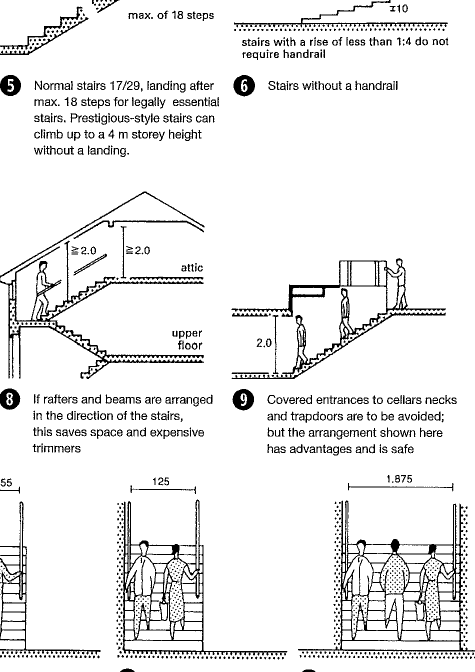 max. of 18 steps
±10
stairs with a rise of less than 1:4 do not
require handrail
5 Normal stairs 17/29, landing after
max. 18 steps for legally essential
stairs. Prestigious-style stairs can
climb up to a 4 m storey height
without a landing.
6 Stairs without a handrail
≧2.0
≧2.0
attic
upper
floor
2.0
8 If rafters and beams are arranged
in the direction of the stairs,
this saves space and expensive
trimmers
9 Covered entrances to cellars necks
and trapdoors are to be avoided;
but the arrangement shown here
has advantages and is safe
55
125
1.875